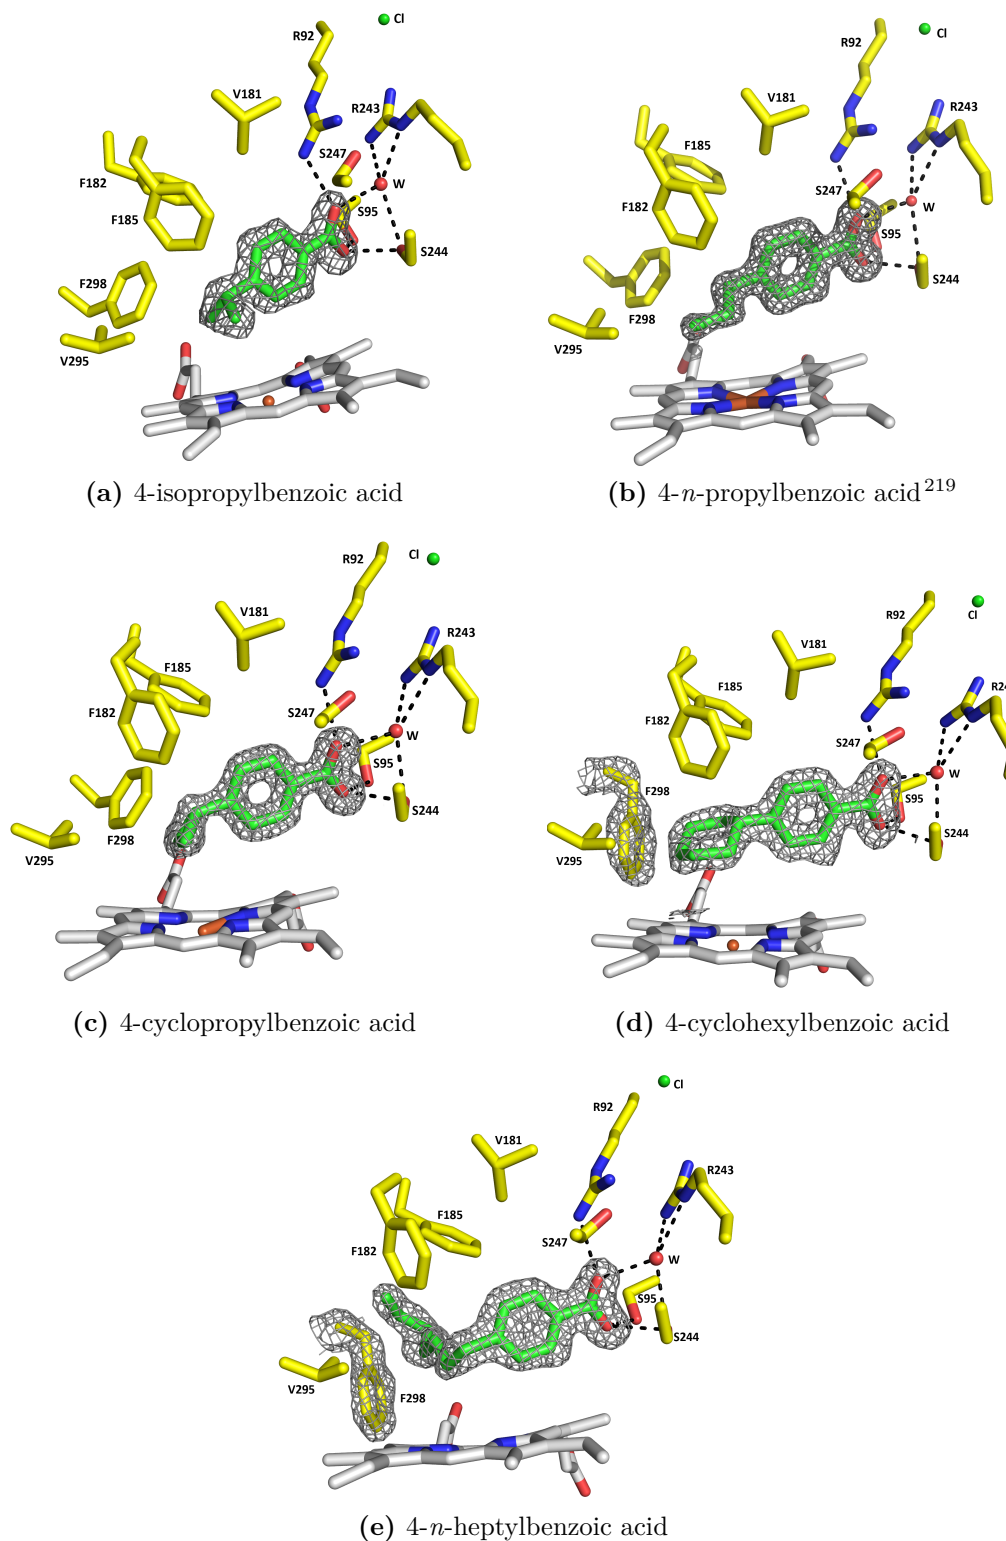 Cl
R92
V181
R243
S247
F182
W
S95
F185
S244
F298
V295
(a) 4-isopropylbenzoic acid
Cl
R92
V181
R243
F185
S247
F182
W
S95
S244
F298
V295
(b) 4-n-propylbenzoic acid²¹⁹
Cl
R92
V181
R243
F185
S247
F182
W
S95
S244
F298
V295
(c) 4-cyclopropylbenzoic acid
R92
Cl
V181
R24
F185
F182
S247
W
S95
F298
S244
V295
(d) 4-cyclohexylbenzoic acid
Cl
R92
V181
R243
F185
S247
F182
W
S95
S244
V295
F298
(e) 4-n-heptylbenzoic acid